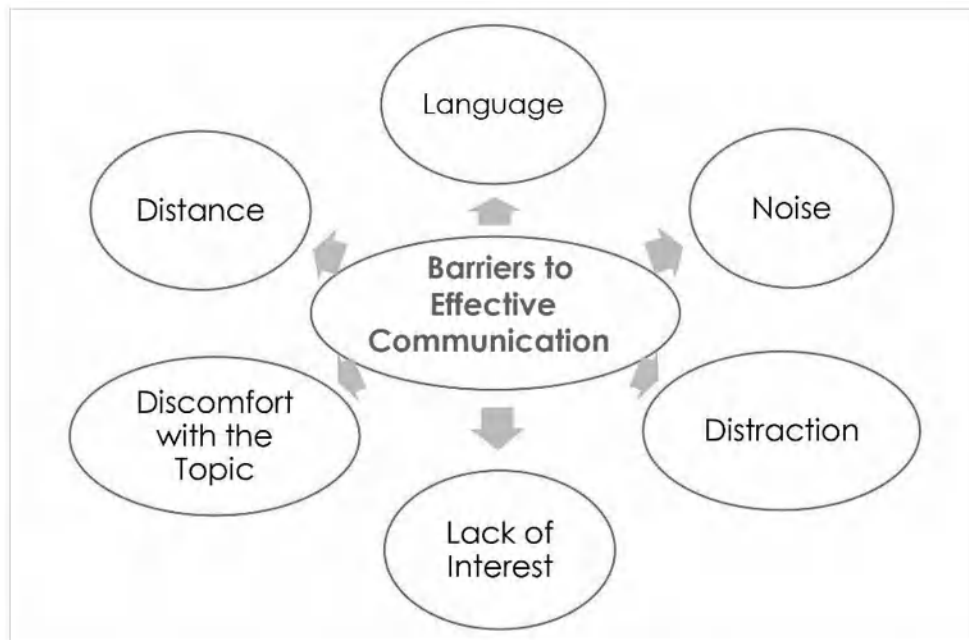 Language
Distance
Noise
Barriers to
Effective
Communication
Discomfort
with the
Topic
Distraction
Lack of
Interest